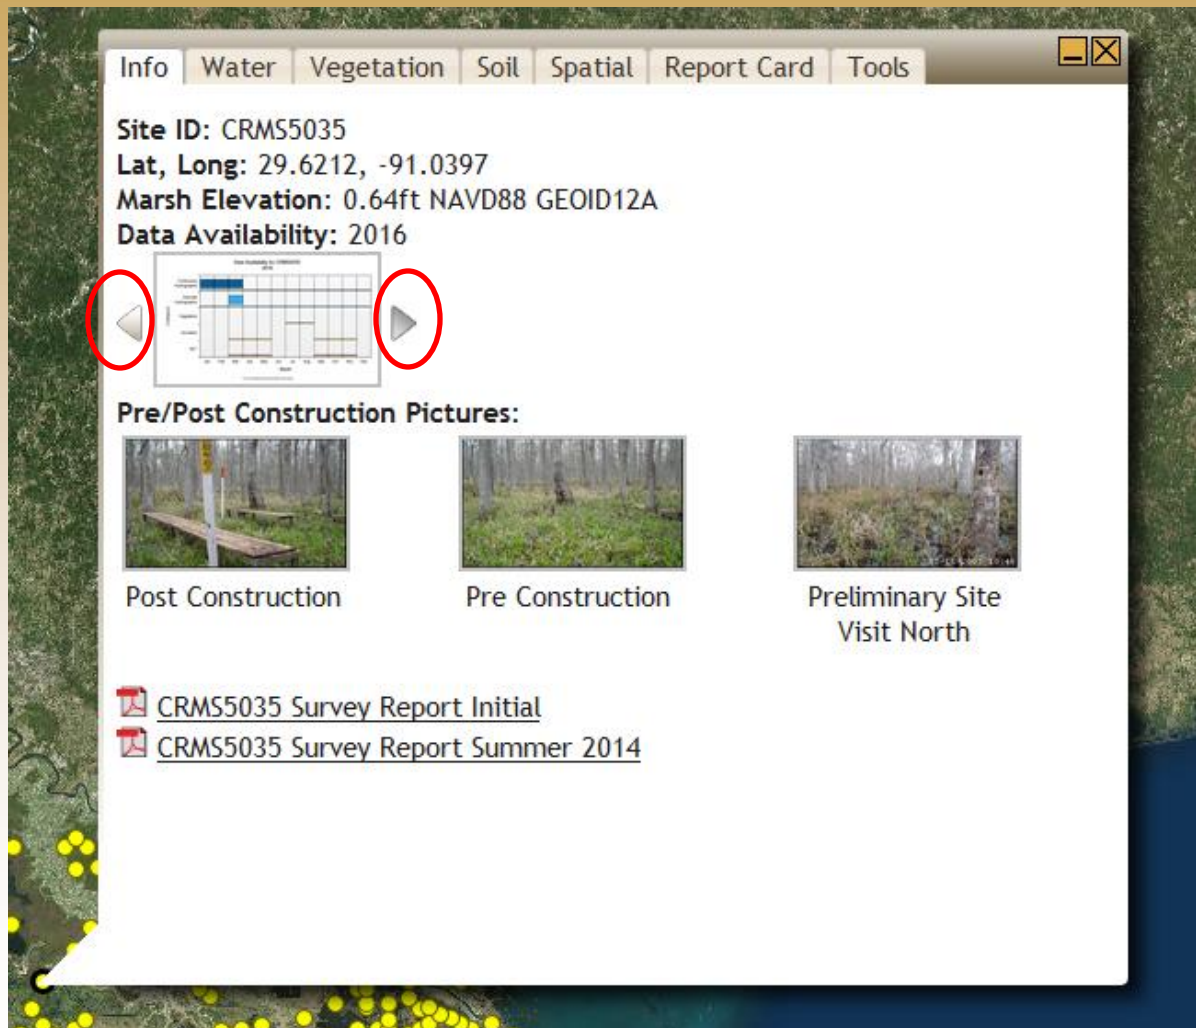 Info Water Vegetation Soil Spatial Report Card Tools
Site ID: CRMS5035
Lat, Long: 29.6212, -91.0397
Marsh Elevation: 0.64ft NAVD88 GEOID12A
Data Availability: 2016
Pre/Post Construction Pictures:
Post Construction
Pre Construction
Preliminary Site
Visit North
CRMS5035 Survey Report Initial
CRMS5035 Survey Report Summer 2014